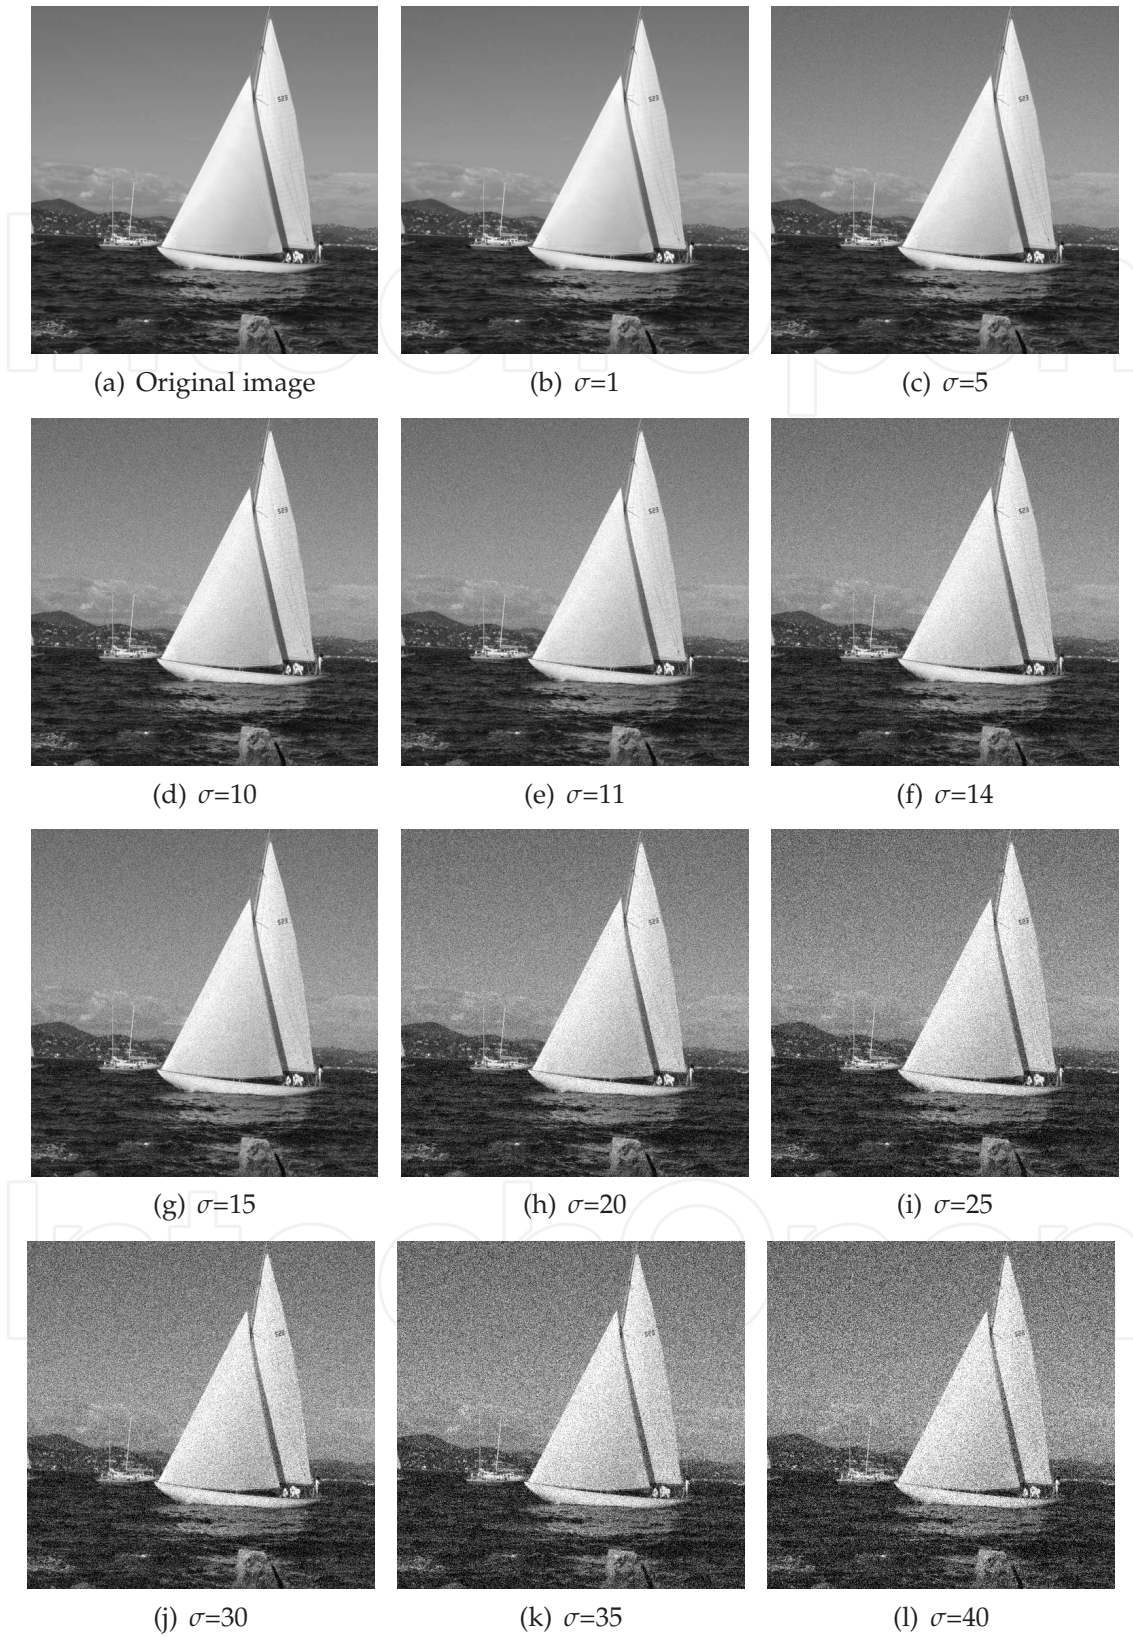 (a) Original image
(b) σ=1
(c) σ=5
(d) σ=10
(e) σ=11
(f) σ=14
(g) σ=15
(h) σ=20
(i) σ=25
(j) σ=30
(k) σ=35
(l) σ=40